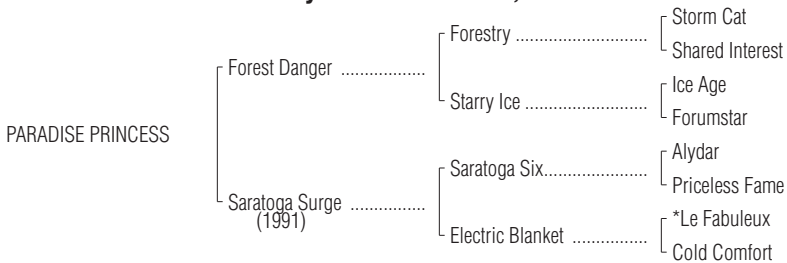 Forestry
Storm Cat
Shared Interest
Forest Danger
Starry Ice
Ice Age
Forumstar
PARADISE PRINCESS
Saratoga Six
Alydar
Priceless Fame
Saratoga Surge
(1991)
Electric Blanket
*Le Fabuleux
Cold Comfort